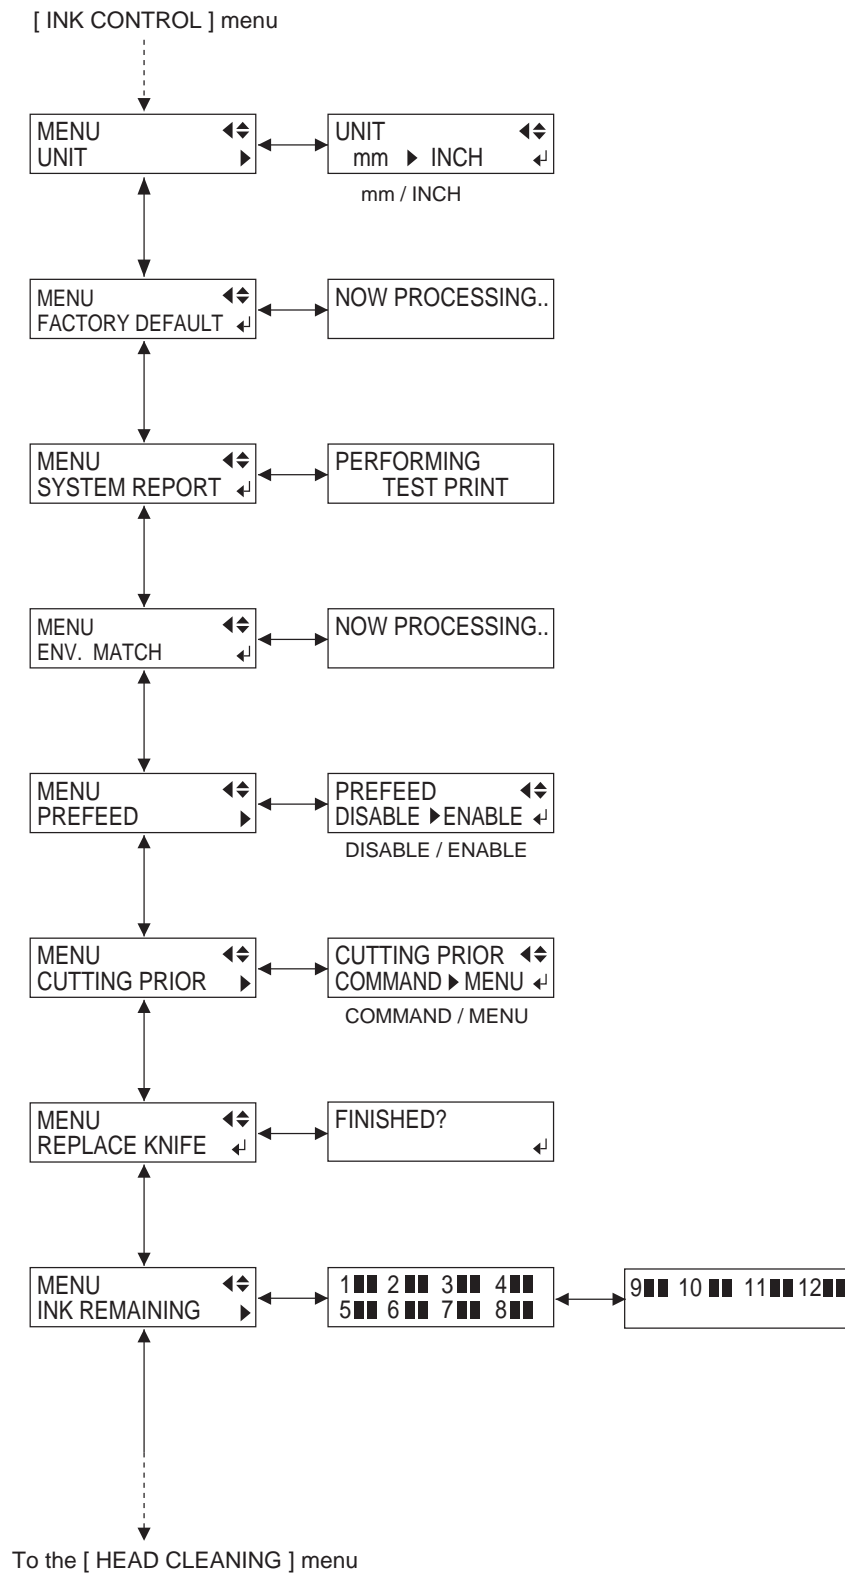 [ INK CONTROL ] menu
MENU
UNIT
UNIT
mm INCH
mm / INCH
MENU
FACTORY DEFAULT
NOW PROCESSING..
MENU
SYSTEM REPORT
PERFORMING
TEST PRINT
MENU
ENV. MATCH
NOW PROCESSING..
MENU
PREFEED
PREFEED
DISABLE ENABLE
DISABLE / ENABLE
MENU
CUTTING PRIOR
CUTTING PRIOR
COMMAND MENU
COMMAND / MENU
MENU
REPLACE KNIFE
FINISHED?
MENU
INK REMAINING
1 2 3 4
5 6 7 8
9 10 11 12
To the [ HEAD CLEANING ] menu